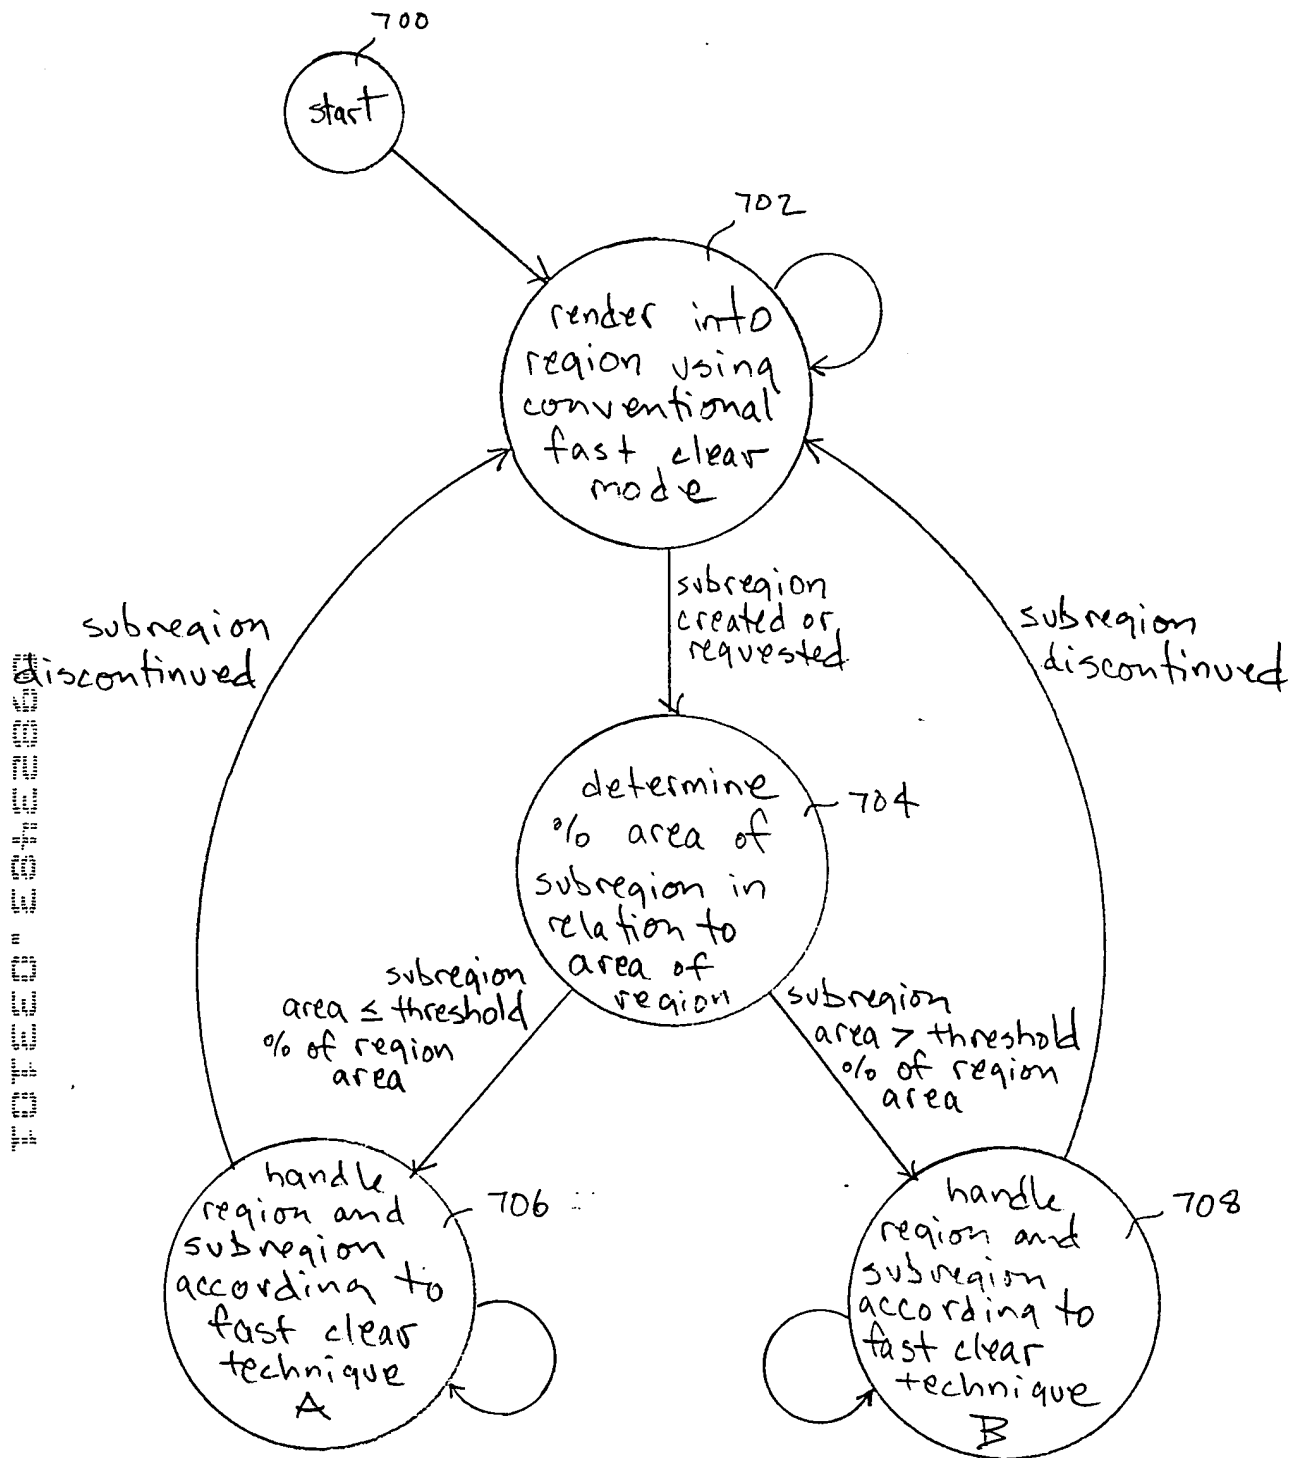 700
start
702
render into
region using
conventional
fast clear
mode
subregion
created or
requested
subregion
discontinued
subregion
discontinued
determine
% area of
subregion in
relation to
area of
region
704
subregion
area ≤ threshold
% of region
area
subregion
area > threshold
% of region
area
handle
region and
subregion
according to
fast clear
technique
A
706
handle
region and
subregion
according to
fast clear
technique
B
708